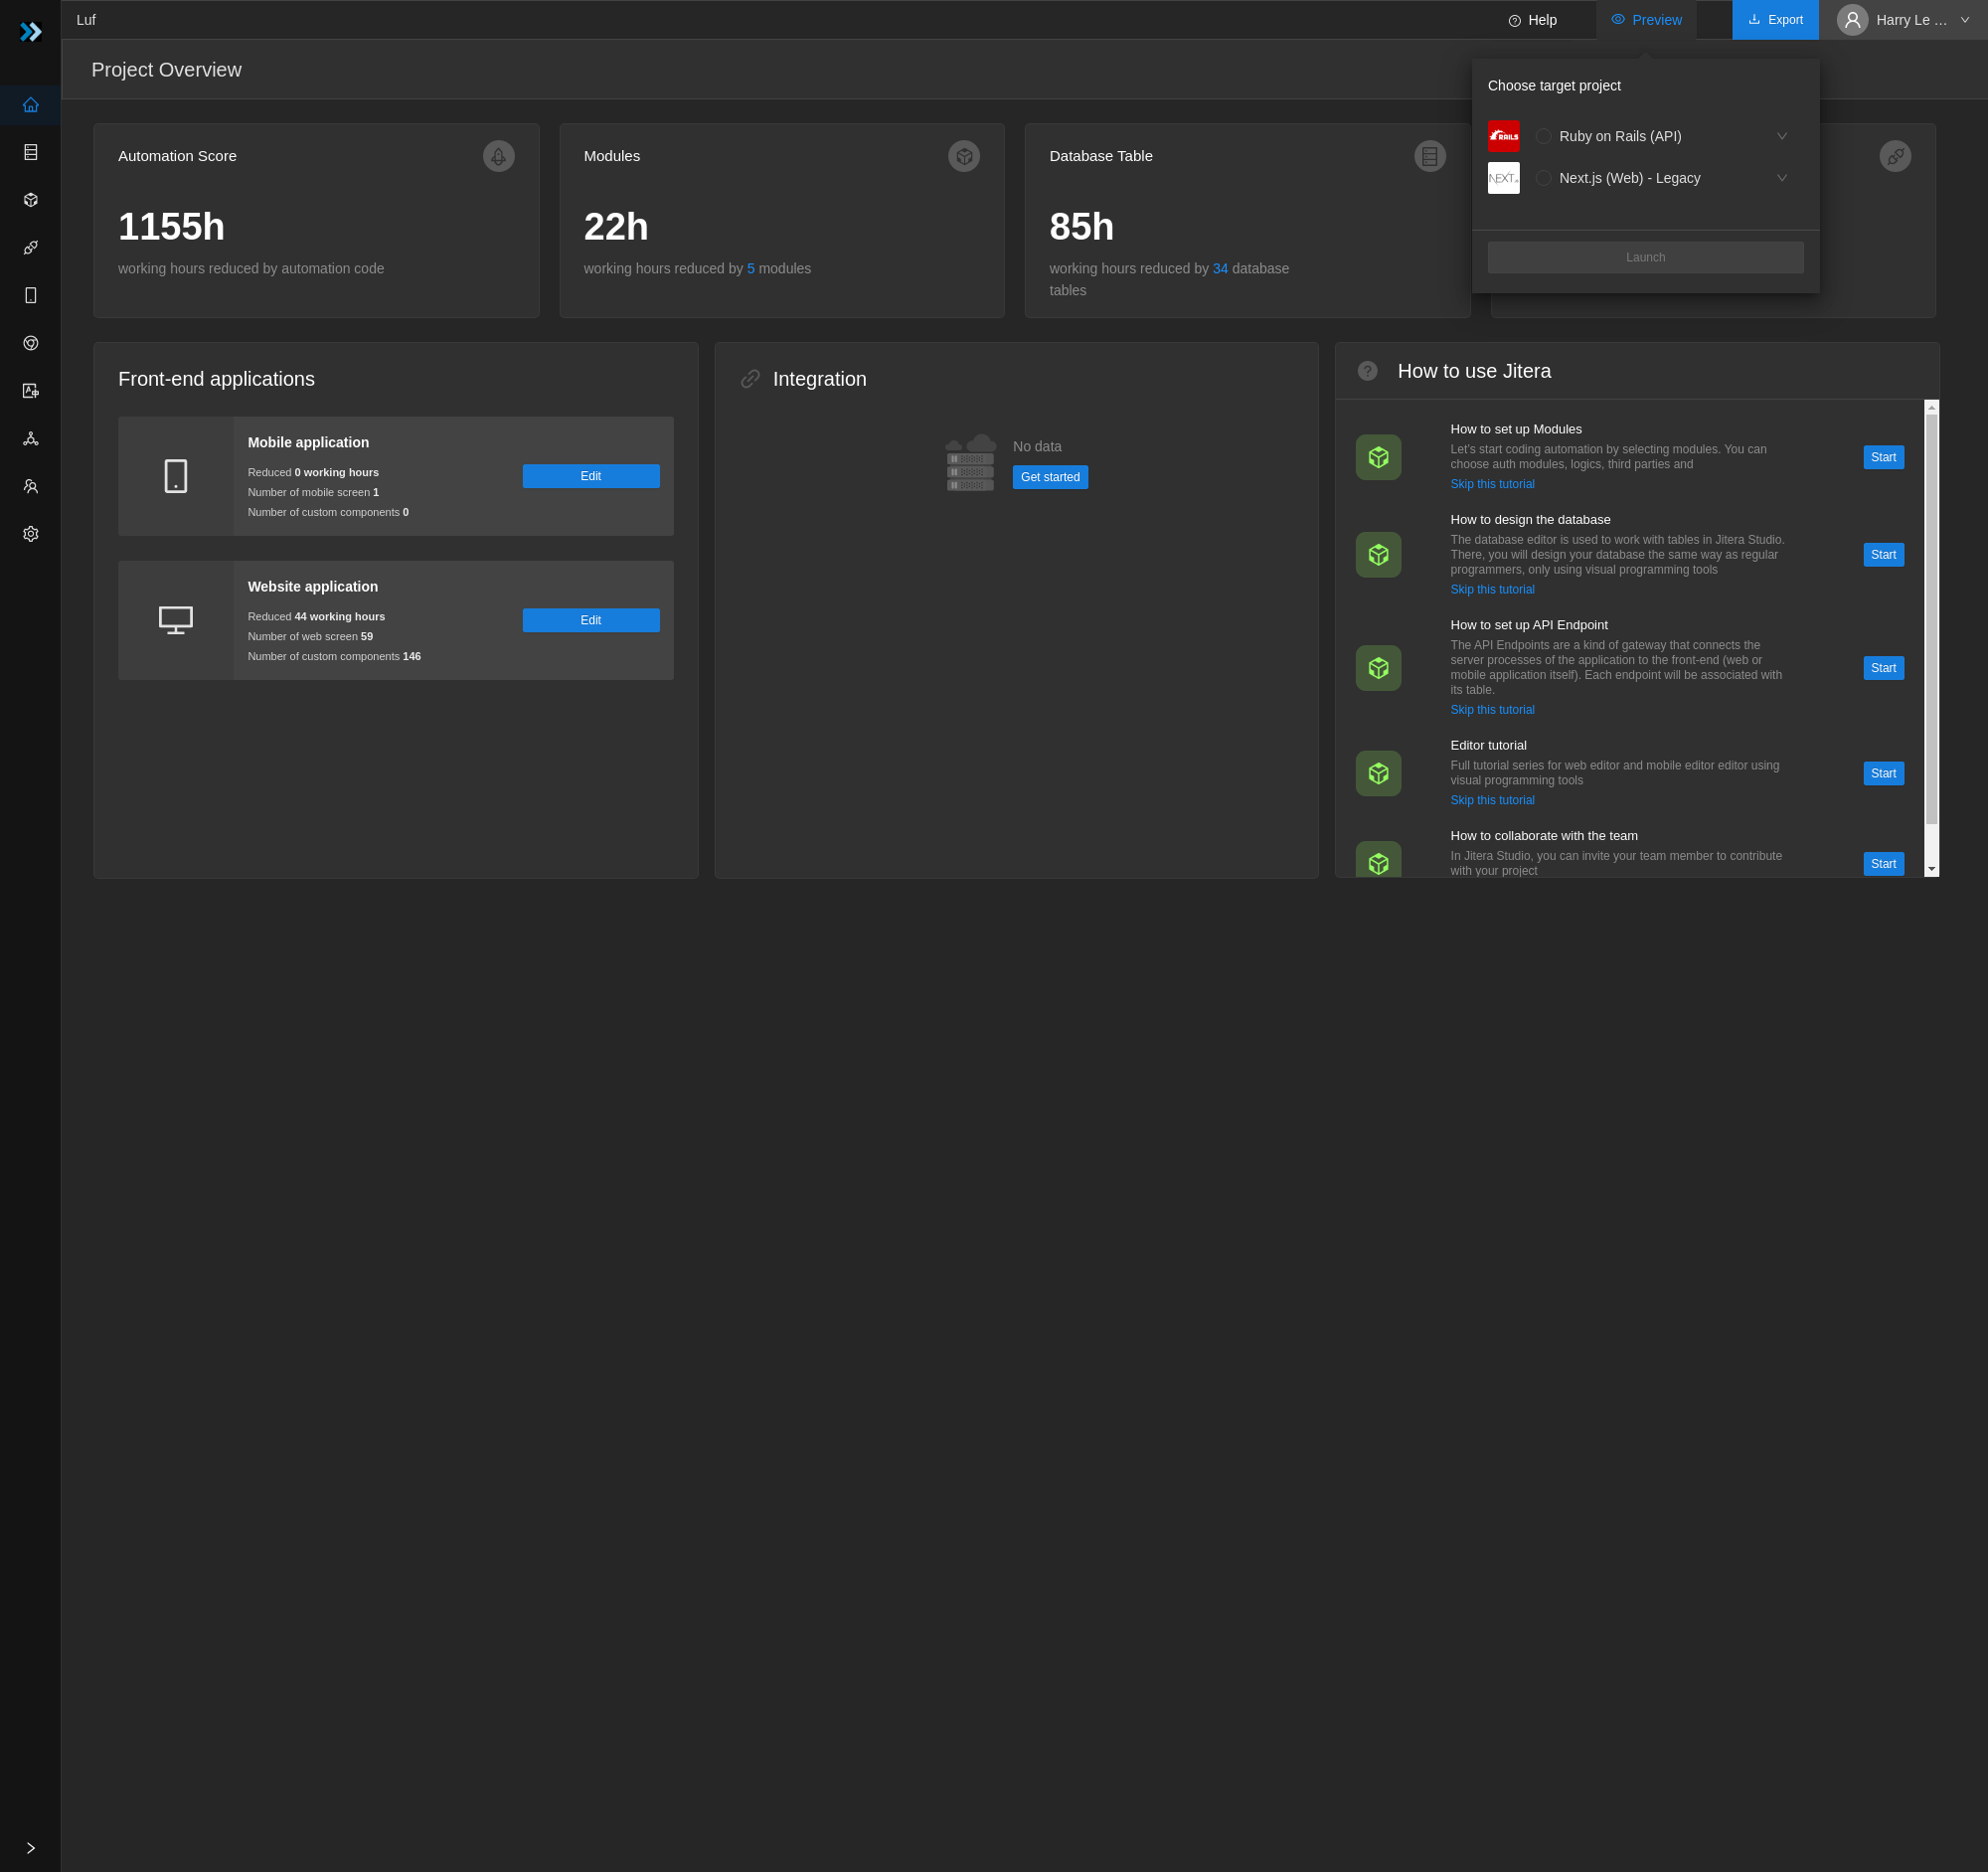 Luf
Help
Preview
Export
Harry Le ...
Project Overview
Choose target project
RAILS
Ruby on Rails (API)
NEXT.JS
Next.js (Web) - Legacy
Launch
Automation Score
1155h
working hours reduced by automation code
Modules
22h
working hours reduced by 5 modules
Database Table
85h
working hours reduced by 34 database
tables
Front-end applications
Mobile application
Reduced 0 working hours
Number of mobile screen 1
Number of custom components 0
Edit
Website application
Reduced 44 working hours
Number of web screen 59
Number of custom components 146
Edit
Integration
No data
Get started
How to use Jitera
How to set up Modules
Let's start coding automation by selecting modules. You can
choose auth modules, logics, third parties and
Skip this tutorial
Start
How to design the database
The database editor is used to work with tables in Jitera Studio.
There, you will design your database the same way as regular
programmers, only using visual programming tools
Skip this tutorial
Start
How to set up API Endpoint
The API Endpoints are a kind of gateway that connects the
server processes of the application to the front-end (web or
mobile application itself). Each endpoint will be associated with
its table.
Skip this tutorial
Start
Editor tutorial
Full tutorial series for web editor and mobile editor editor using
visual programming tools
Skip this tutorial
Start
How to collaborate with the team
In Jitera Studio, you can invite your team member to contribute
with your project
Start